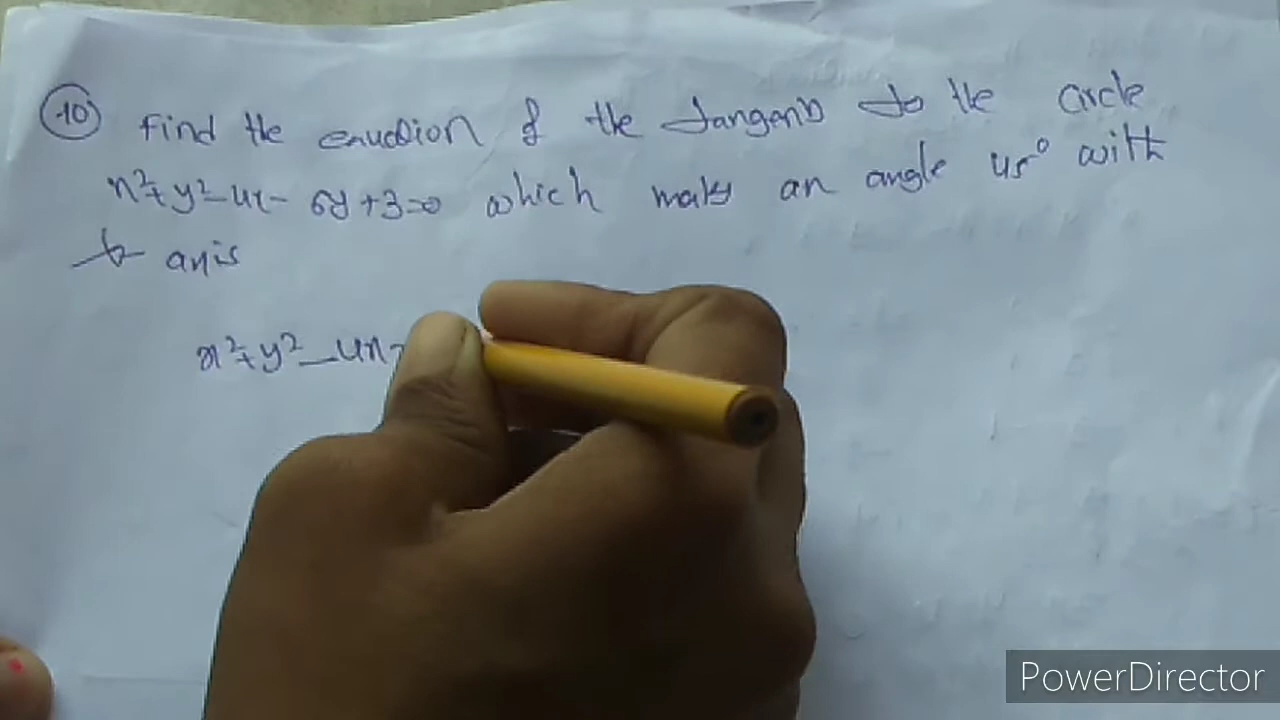 10 Find the equation of the tangents to the circle
x²+y²-4x-6y+3=0 which makes an angle 45° with
x axis
x²+y²-4x-
PowerDirector